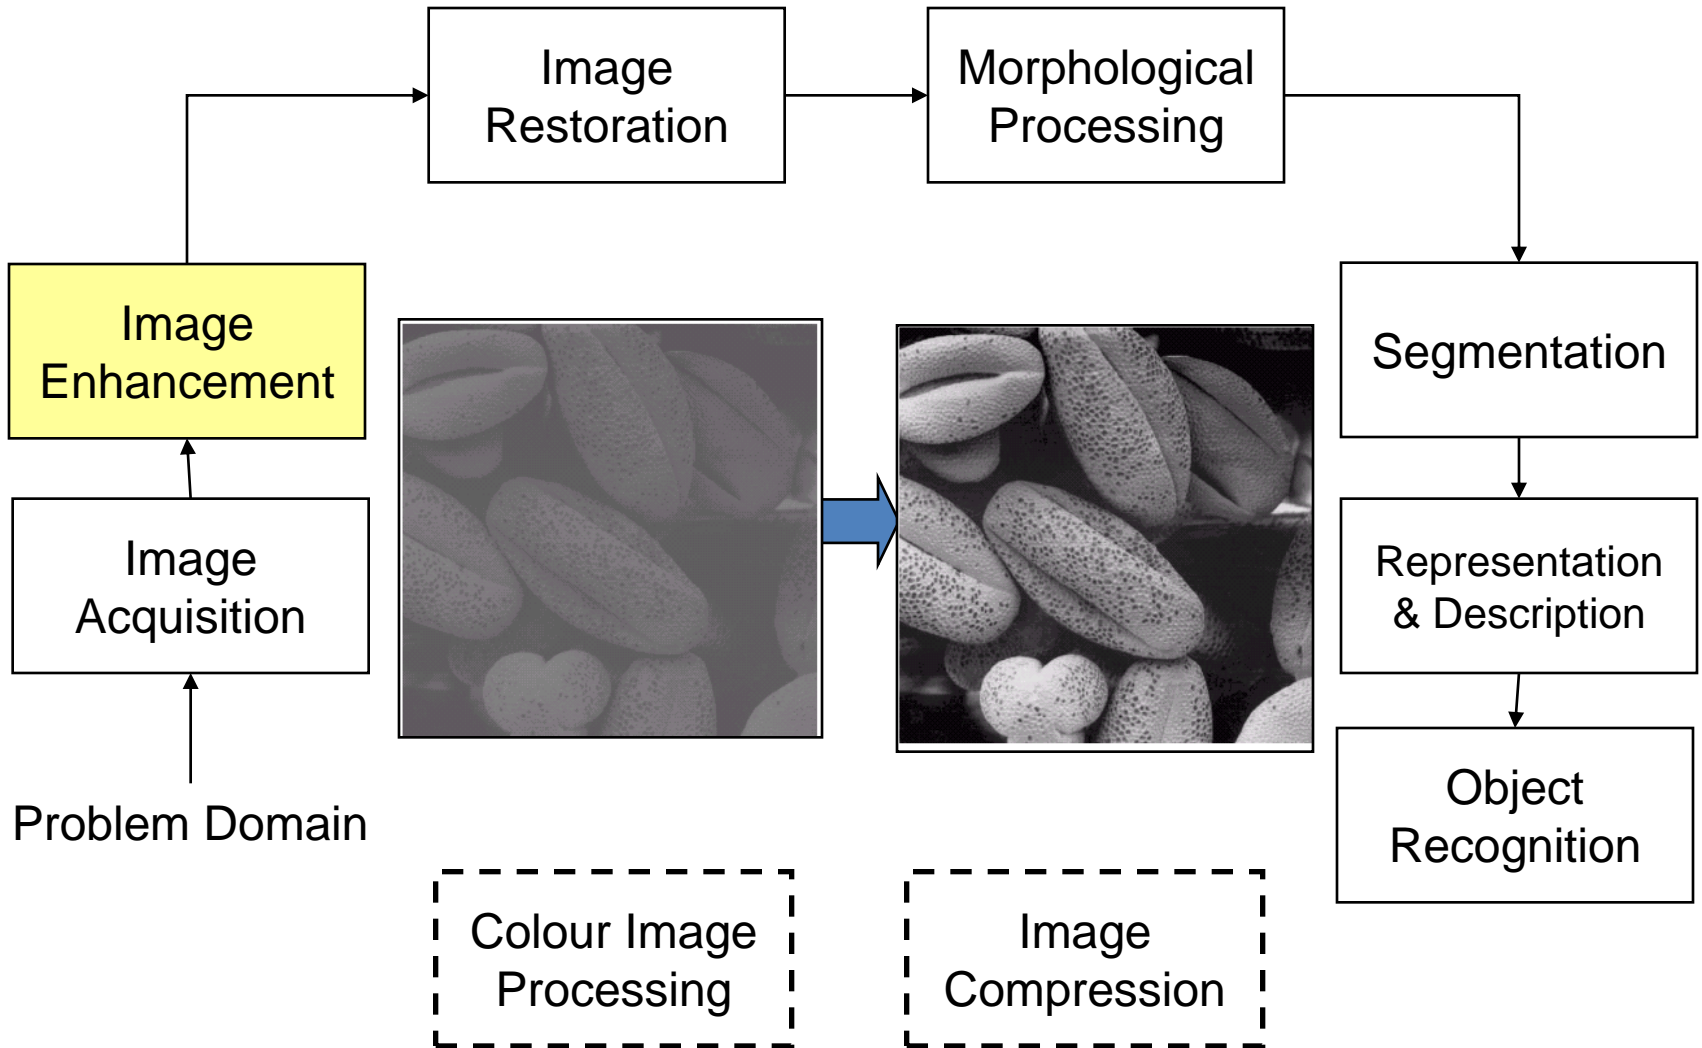 Image
Restoration
Morphological
Processing
Image
Enhancement
Segmentation
Image
Acquisition
Representation
& Description
Problem Domain
Object
Recognition
Colour Image
Processing
Image
Compression